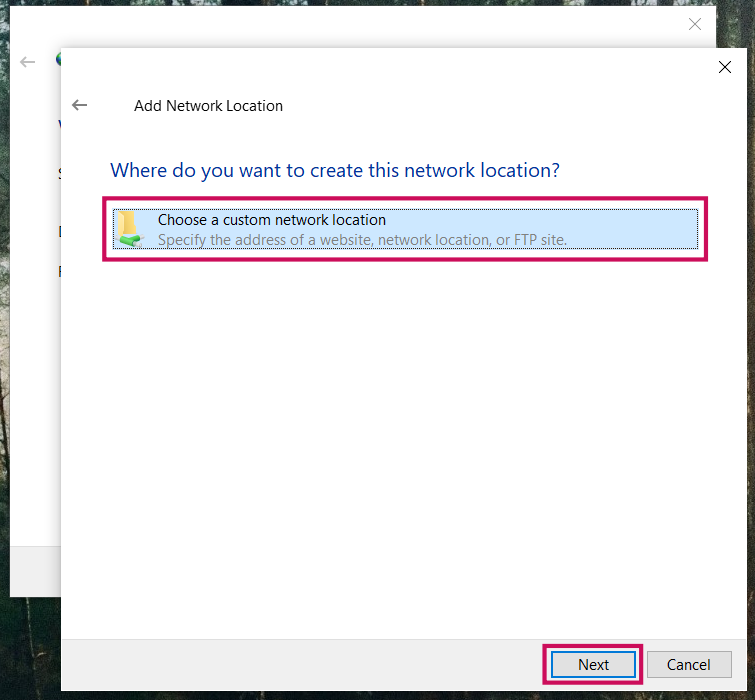 Add Network Location
Where do you want to create this network location?
Choose a custom network location
Specify the address of a website, network location, or FTP site.
Next
Cancel